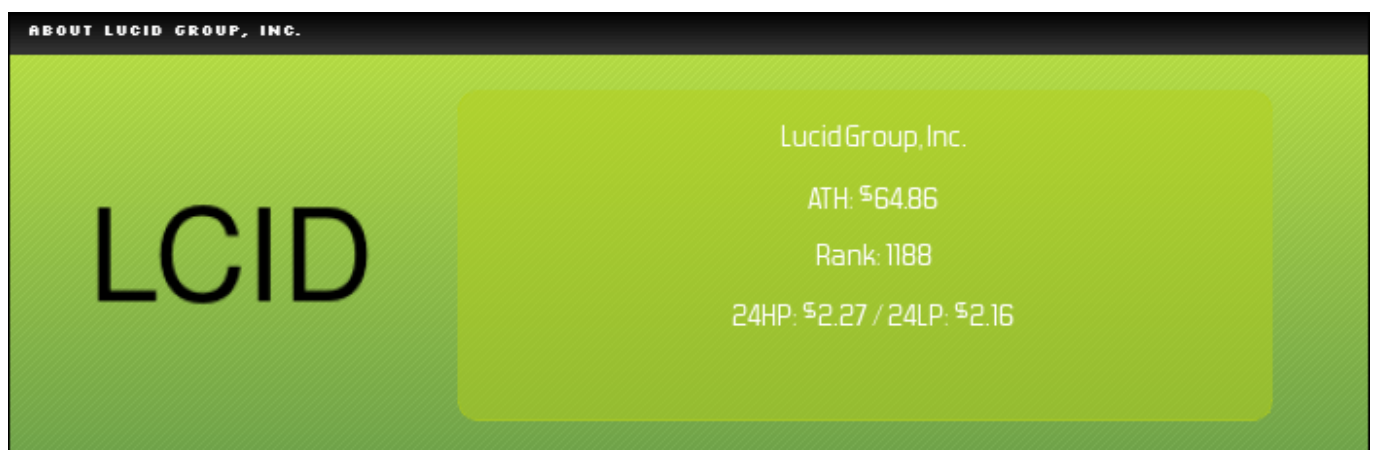 ABOUT LUCID GROUP, INC.
LCID
Lucid Group, Inc.
ATH: $64.86
Rank: 1188
24HP: $2.27 / 24LP: $2.16